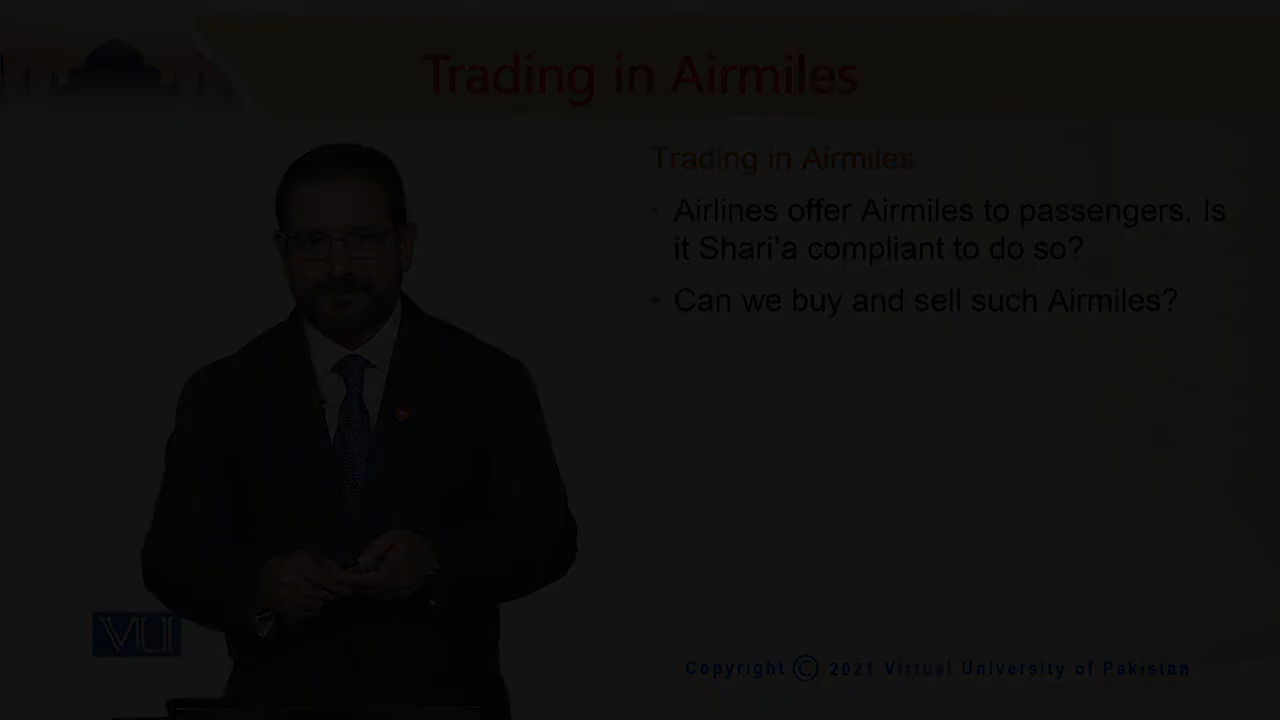 Trading in Airmiles
Trading in Airmiles
• Airlines offer Airmiles to passengers. Is
it Shari'a compliant to do so?
• Can we buy and sell such Airmiles?
VU
Copyright © 2021 Virtual University of Pakistan